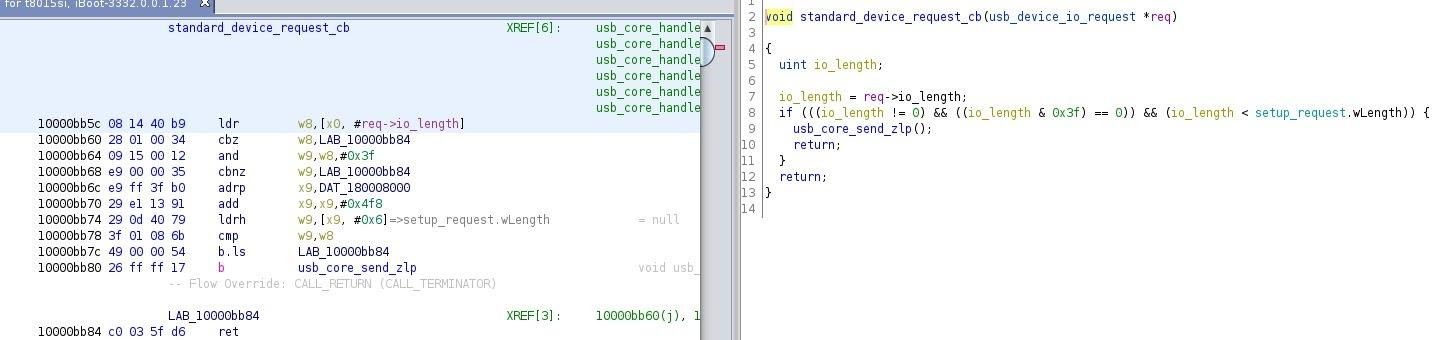 for t8015si, iBoot-3332.0.0.1.23
standard_device_request_cb XREF[6]: usb_core_handle
usb_core_handle
usb_core_handle
usb_core_handle
usb_core_handle
usb_core_handle
10000bb5c 08 14 40 b9 ldr w8,[x0, #req->io_length]
10000bb60 28 01 00 34 cbz w8,LAB_10000bb84
10000bb64 09 15 00 12 and w9,w8,#0x3f
10000bb68 e9 00 00 35 cbnz w9,LAB_10000bb84
10000bb6c e9 ff 3f b0 adrp x9,DAT_180008000
10000bb70 29 e1 13 91 add x9,x9,#0x4f8
10000bb74 29 0d 40 79 ldrh w9,[x9, #0x6]=>setup_request.wLength = null
10000bb78 3f 01 08 6b cmp w9,w8
10000bb7c 49 00 00 54 b.ls LAB_10000bb84
10000bb80 26 ff ff 17 b usb_core_send_zlp void usb_
-- Flow Override: CALL_RETURN (CALL_TERMINATOR)
LAB_10000bb84 XREF[3]: 10000bb60(j), 1
10000bb84 c0 03 5f d6 ret
1
2 void standard_device_request_cb(usb_device_io_request *req)
3
4 {
5 uint io_length;
6
7 io_length = req->io_length;
8 if (((io_length != 0) && ((io_length & 0x3f) == 0)) && (io_length < setup_request.wLength)) {
9 usb_core_send_zlp();
10 return;
11 }
12 return;
13 }
14